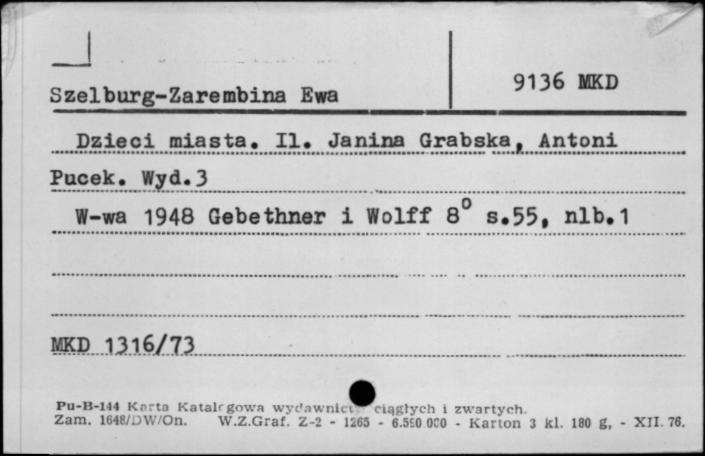 9136 MKD
Szelburg-Zarembina Ewa
Dzieci miasta. Il. Janina Grabska, Antoni
Pucek. Wyd.3
W-wa 1948 Gebethner i Wolff 8° s.55, nlb.1
MKD 1316/73
Pu-B-144 Karta Katalogowa wydawnict ciągłych i zwartych.
Zam. 1648/DW/On. W.Z.Graf. Z-2 - 1265 - 6.590 000 - Karton 3 kl. 180 g, - XII. 76.